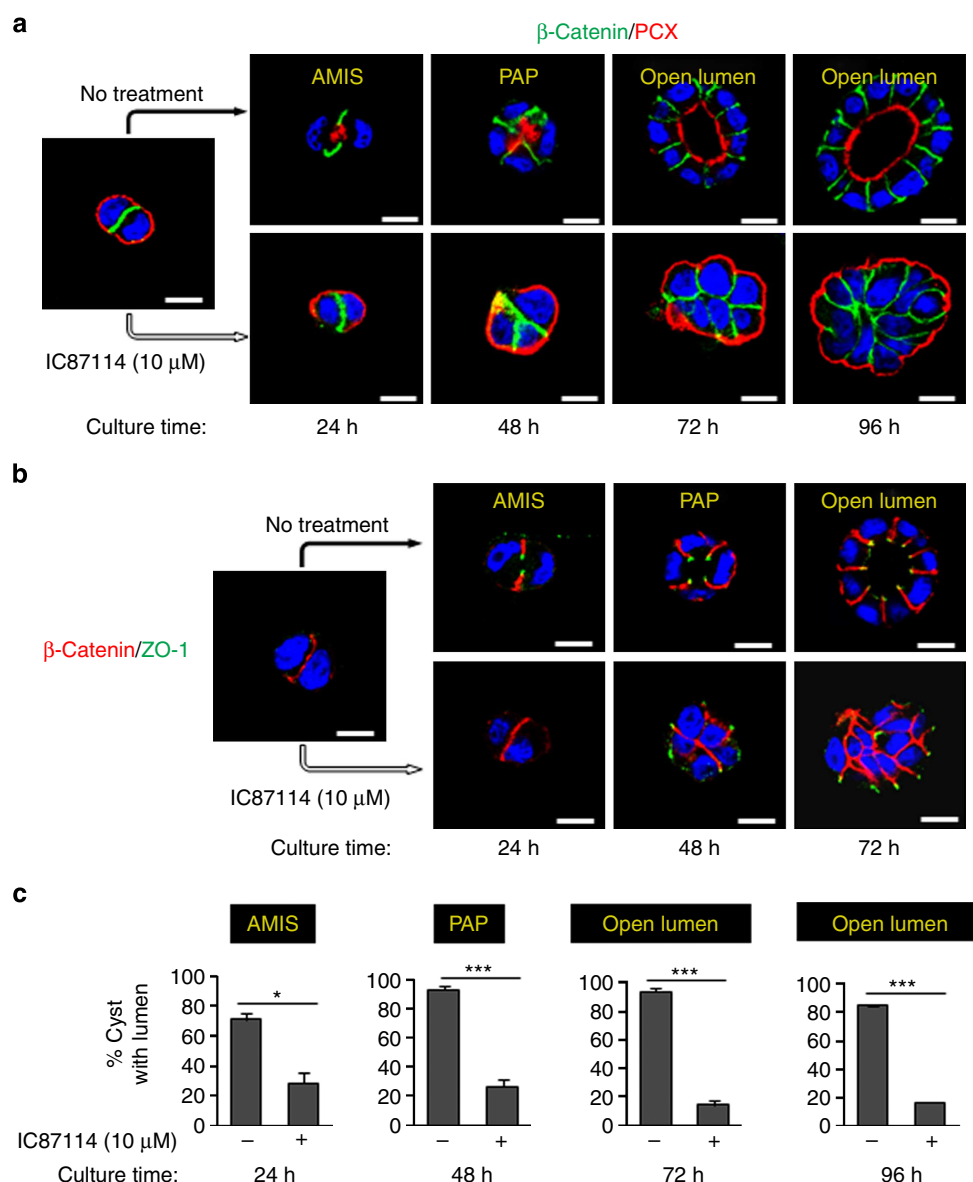 a
β-Catenin/PCX
No treatment
AMIS
PAP
Open lumen
Open lumen
IC87114 (10 μM)
Culture time:
24 h
48 h
72 h
96 h
b
No treatment
AMIS
PAP
Open lumen
β-Catenin/ZO-1
IC87114 (10 μM)
Culture time:
24 h
48 h
72 h
c
AMIS
PAP
Open lumen
Open lumen
% Cyst
with lumen
100
80
60
40
20
0
*
100
80
60
40
20
0
***
100
80
60
40
20
0
***
100
80
60
40
20
0
***
IC87114 (10 μM)
– + – + – + – +
Culture time:
24 h
48 h
72 h
96 h